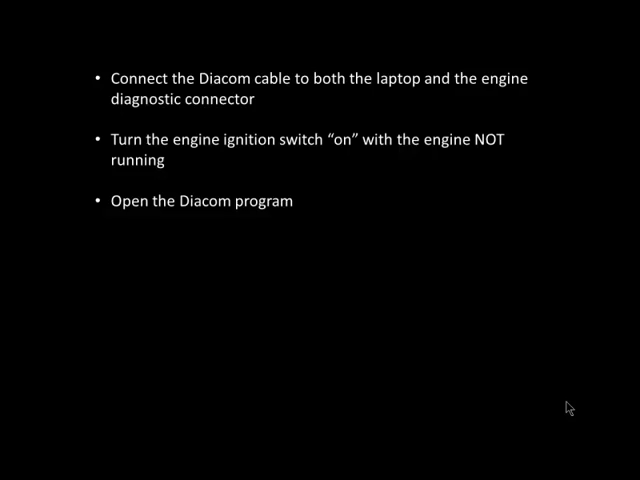 • Connect the Diacom cable to both the laptop and the engine
diagnostic connector
• Turn the engine ignition switch “on” with the engine NOT
running
• Open the Diacom program